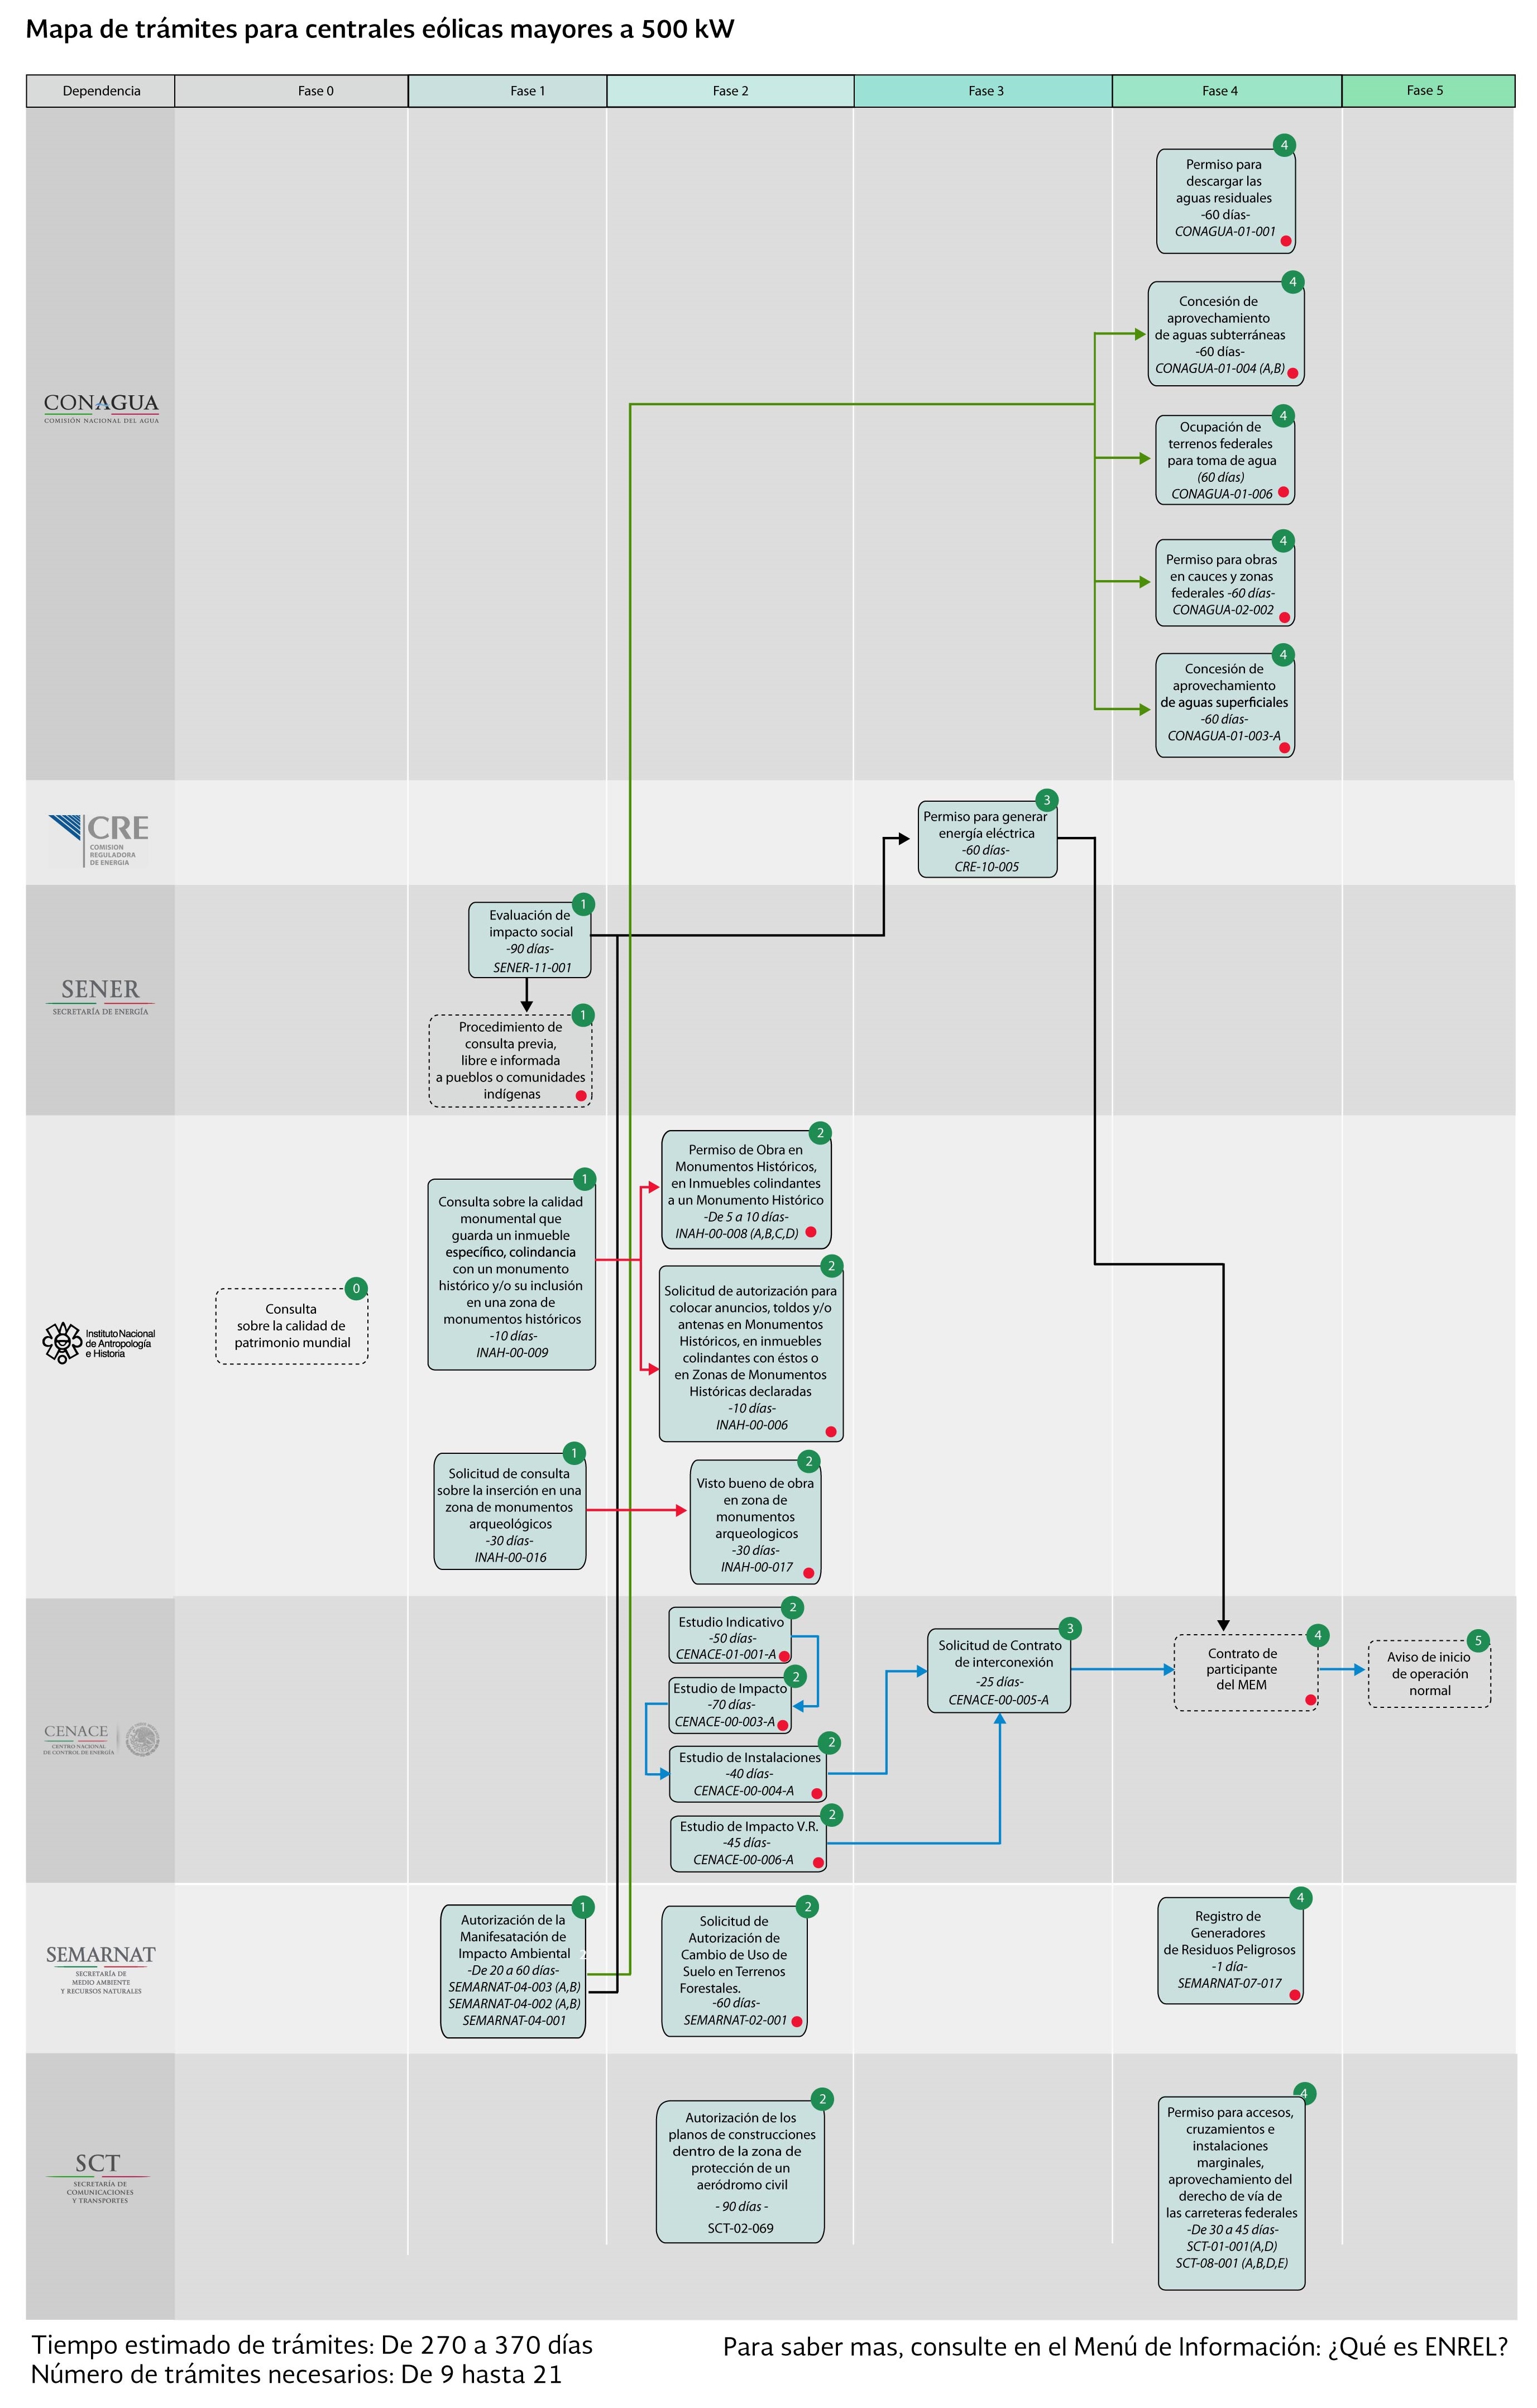 Mapa de trámites para centrales eólicas mayores a 500 kW
Dependencia
Fase 0
Fase 1
Fase 2
Fase 3
Fase 4
Fase 5
CONAGUA
COMISIÓN NACIONAL DEL AGUA
4
Permiso para
descargar las
aguas residuales
-60 días-
CONAGUA-01-001
4
Concesión de
aprovechamiento
de aguas subterráneas
-60 días-
CONAGUA-01-004 (A,B)
4
Ocupación de
terrenos federales
para toma de agua
(60 días)
CONAGUA-01-006
4
Permiso para obras
en cauces y zonas
federales -60 días-
CONAGUA-02-002
4
Concesión de
aprovechamiento
de aguas superficiales
-60 días-
CONAGUA-01-003-A
CRE
COMISION
REGULADORA
DE ENERGIA
3
Permiso para generar
energía eléctrica
-60 días-
CRE-10-005
SENER
SECRETARÍA DE ENERGÍA
1
Evaluación de
impacto social
-90 días-
SENER-11-001
1
Procedimiento de
consulta previa,
libre e informada
a pueblos o comunidades
indígenas
Instituto Nacional
de Antropología
e Historia
0
Consulta
sobre la calidad de
patrimonio mundial
1
Consulta sobre la calidad
monumental que
guarda un inmueble
específico, colindancia
con un monumento
histórico y/o su inclusión
en una zona de
monumentos históricos
-10 días-
INAH-00-009
2
Permiso de Obra en
Monumentos Históricos,
en Inmuebles colindantes
a un Monumento Histórico
-De 5 a 10 días-
INAH-00-008 (A,B,C,D)
2
Solicitud de autorización para
colocar anuncios, toldos y/o
antenas en Monumentos
Históricos, en inmuebles
colindantes con éstos o
en Zonas de Monumentos
Históricas declaradas
-10 días-
INAH-00-006
1
Solicitud de consulta
sobre la inserción en una
zona de monumentos
arqueológicos
-30 días-
INAH-00-016
2
Visto bueno de obra
en zona de
monumentos
arqueologicos
-30 días-
INAH-00-017
CENACE
CENTRO NACIONAL
DE CONTROL DE ENERGÍA
2
Estudio Indicativo
-50 días-
CENACE-01-001-A
2
Estudio de Impacto
-70 días-
CENACE-00-003-A
2
Estudio de Instalaciones
-40 días-
CENACE-00-004-A
2
Estudio de Impacto V.R.
-45 días-
CENACE-00-006-A
3
Solicitud de Contrato
de interconexión
-25 días-
CENACE-00-005-A
4
Contrato de
participante
del MEM
5
Aviso de inicio
de operación
normal
SEMARNAT
SECRETARÍA DE
MEDIO AMBIENTE
Y RECURSOS NATURALES
1
Autorización de la
Manifesatación de
Impacto Ambiental
2
-De 20 a 60 días-
SEMARNAT-04-003 (A,B)
SEMARNAT-04-002 (A,B)
SEMARNAT-04-001
2
Solicitud de
Autorización de
Cambio de Uso de
Suelo en Terrenos
Forestales.
-60 días-
SEMARNAT-02-001
4
Registro de
Generadores
de Residuos Peligrosos
-1 día-
SEMARNAT-07-017
SCT
SECRETARÍA DE
COMUNICACIONES
Y TRANSPORTES
2
Autorización de los
planos de construcciones
dentro de la zona de
protección de un
aeródromo civil
- 90 días -
SCT-02-069
4
Permiso para accesos,
cruzamientos e
instalaciones
marginales,
aprovechamiento del
derecho de vía de
las carreteras federales
-De 30 a 45 días-
SCT-01-001(A,D)
SCT-08-001 (A,B,D,E)
Tiempo estimado de trámites: De 270 a 370 días
Número de trámites necesarios: De 9 hasta 21
Para saber mas, consulte en el Menú de Información: ¿Qué es ENREL?